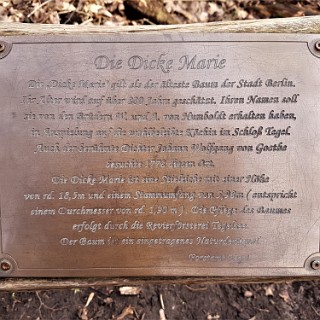 Die Dicke Marie
Die „Dicke Marie" gilt als der älteste Baum der Stadt Berlin.
Ihr Alter wird auf über 800 Jahre geschätzt. Ihren Namen soll
sie von den Brüdern W. und A. von Humboldt erhalten haben,
in Anspielung auf die wohlbeleibte Köchin im Schloß Tegel.
Auch der berühmte Dichter Johann Wolfgang von Goethe
besuchte 1778 diesen Ort.
Die Dicke Marie ist eine Stieleiche mit einer Höhe
von rd. 18,5m und einem Stammumfang von ( entspricht
einem Durchmesser von rd. 1,90 m ). Die Pflege des Baumes
erfolgt durch die Revierförsterei Tegelsee.
Der Baum ist ein eingetragenes Naturdenkmal.